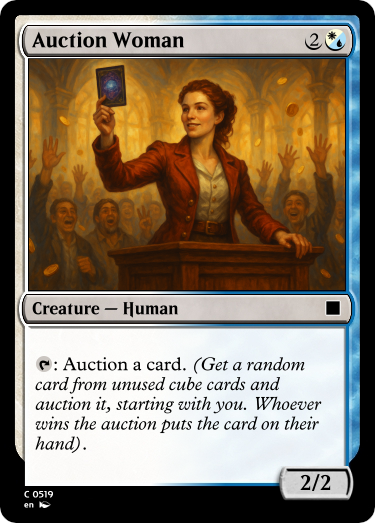 Auction Woman 2
Creature — Human
: Auction a card. (Get a random
card from unused cube cards and
auction it, starting with you. Whoever
wins the auction puts the card on their
hand).
2/2
C 0519
en